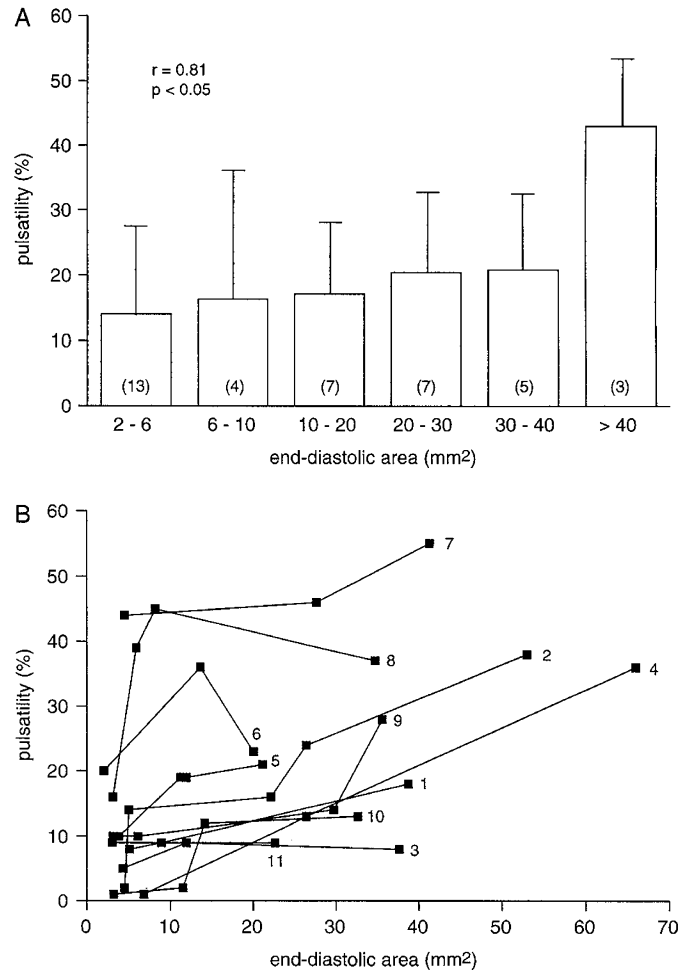 A
60
r = 0.81
p < 0.05
50
40
pulsatility (%)
30
20
10
0
(13) (4) (7) (7) (5) (3)
2 - 6 6 - 10 10 - 20 20 - 30 30 - 40 > 40
end-diastolic area (mm2)
B
60
7
50
40
8
2
4
pulsatility (%)
30
6
9
5
20
1
10
10
11
3
0
0 10 20 30 40 50 60 70
end-diastolic area (mm2)